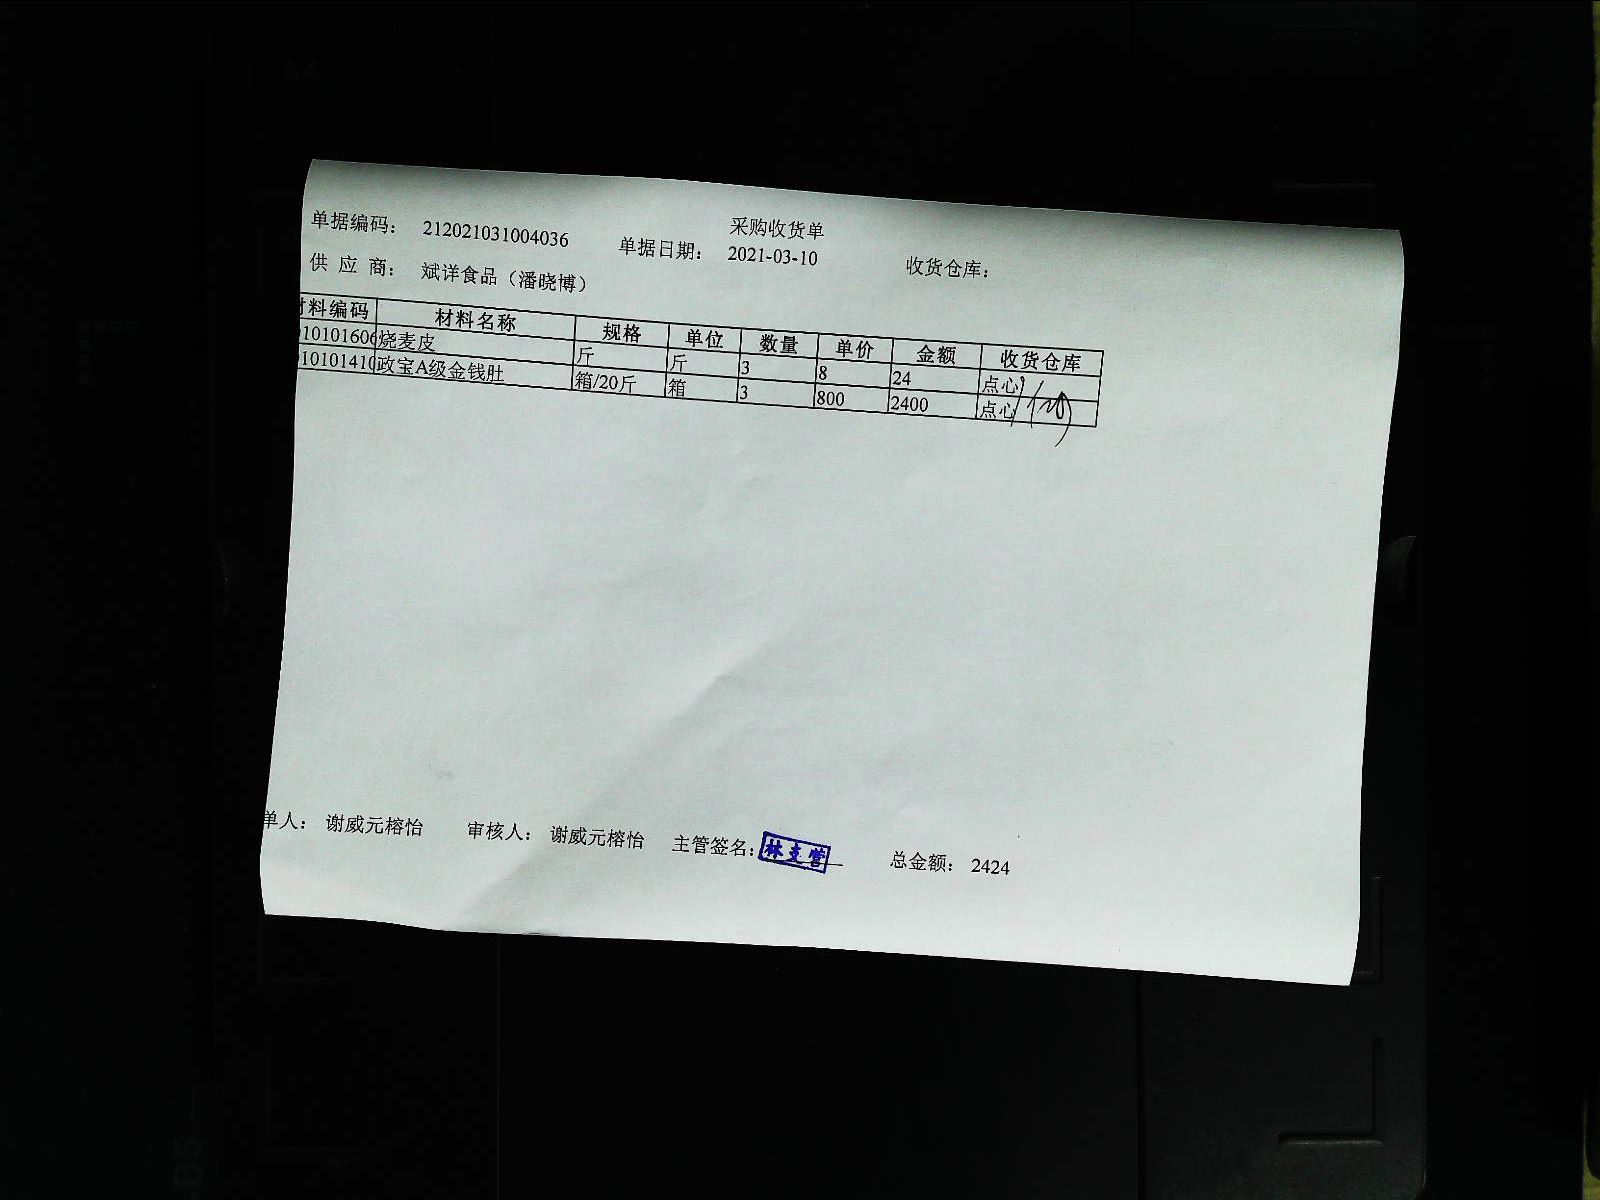 采购收货单
单据编码： 212021031004036 单据日期： 2021-03-10 收货仓库：
供 应 商： 斌洋食品（潘晓博）
材料编码 材料名称 规格 单位 数量 单价 金额 收货仓库
10101606 烧麦皮 斤 斤 3 8 24 点心
10101410 政宝A级金钱肚 箱/20斤 箱 3 800 2400 点心
单人： 谢威元榕怡 审核人： 谢威元榕怡 主管签名： 林支营 总金额： 2424